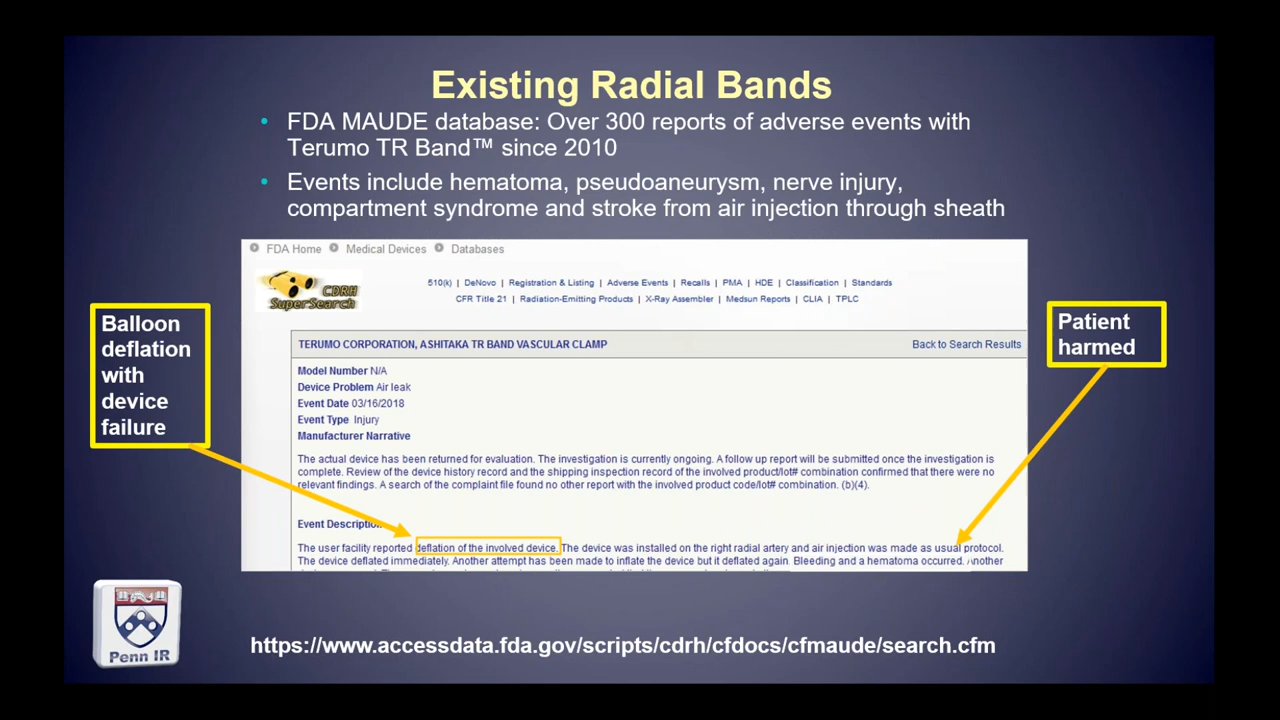 Existing Radial Bands
• FDA MAUDE database: Over 300 reports of adverse events with
Terumo TR Band™ since 2010
• Events include hematoma, pseudoaneurysm, nerve injury,
compartment syndrome and stroke from air injection through sheath
FDA Home Medical Devices Databases
CDRH
SuperSearch
510(k) | DeNovo | Registration & Listing | Adverse Events | Recalls | PMA | HDE | Classification | Standards
CFR Title 21 | Radiation-Emitting Products | X-Ray Assembler | Medsun Reports | CLIA | TPLC
Balloon
deflation
with
device
failure
Patient
harmed
TERUMO CORPORATION, ASHITAKA TR BAND VASCULAR CLAMP Back to Search Results
Model Number N/A
Device Problem Air leak
Event Date 03/16/2018
Event Type Injury
Manufacturer Narrative
The actual device has been returned for evaluation. The investigation is currently ongoing. A follow up report will be submitted once the investigation is
complete. Review of the device history record and the shipping inspection record of the involved product/lot# combination confirmed that there were no
relevant findings. A search of the complaint file found no other report with the involved product code/lot# combination. (b)(4).
Event Description
The user facility reported deflation of the involved device. The device was installed on the right radial artery and air injection was made as usual protocol.
The device deflated immediately. Another attempt has been made to inflate the device but it deflated again. Bleeding and a hematoma occurred. Another
Penn IR
https://www.accessdata.fda.gov/scripts/cdrh/cfdocs/cfmaude/search.cfm